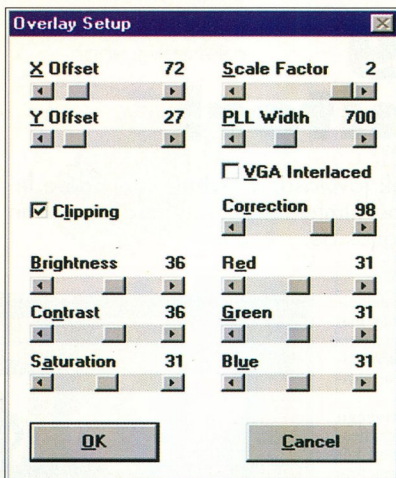 Overlay Setup
X Offset 72
Scale Factor 2
Y Offset 27
PLL Width 700
VGA Interlaced
Clipping
Correction 98
Brightness 36
Red 31
Contrast 36
Green 31
Saturation 31
Blue 31
OK
Cancel